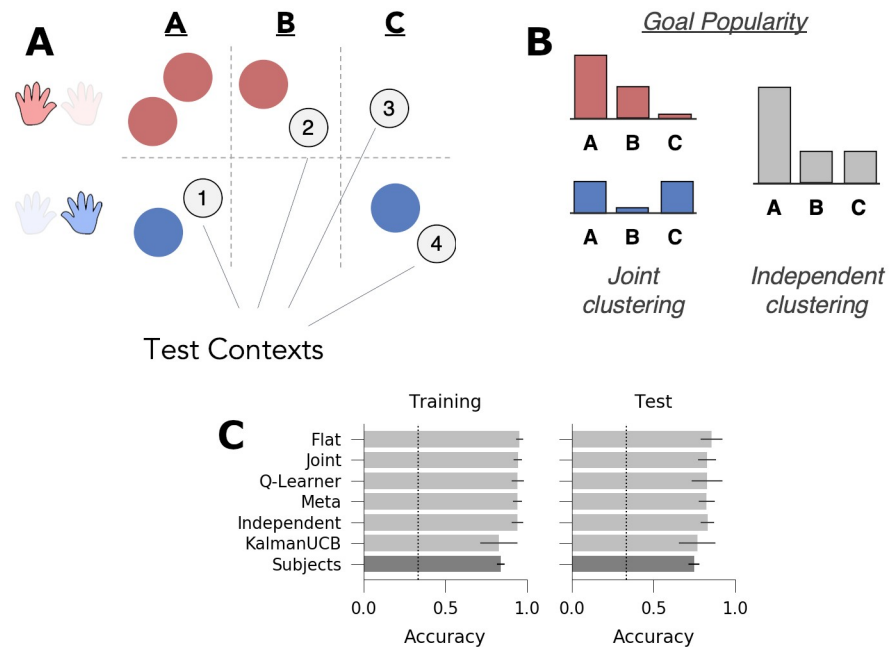 A
A B C
1
2
3
4
Test Contexts
B
Goal Popularity
A B C
A B C
A B C
Joint
clustering
Independent
clustering
C
Training
Test
Flat
Joint
Q-Learner
Meta
Independent
KalmanUCB
Subjects
0.0 0.5 1.0
0.0 0.5 1.0
Accuracy
Accuracy